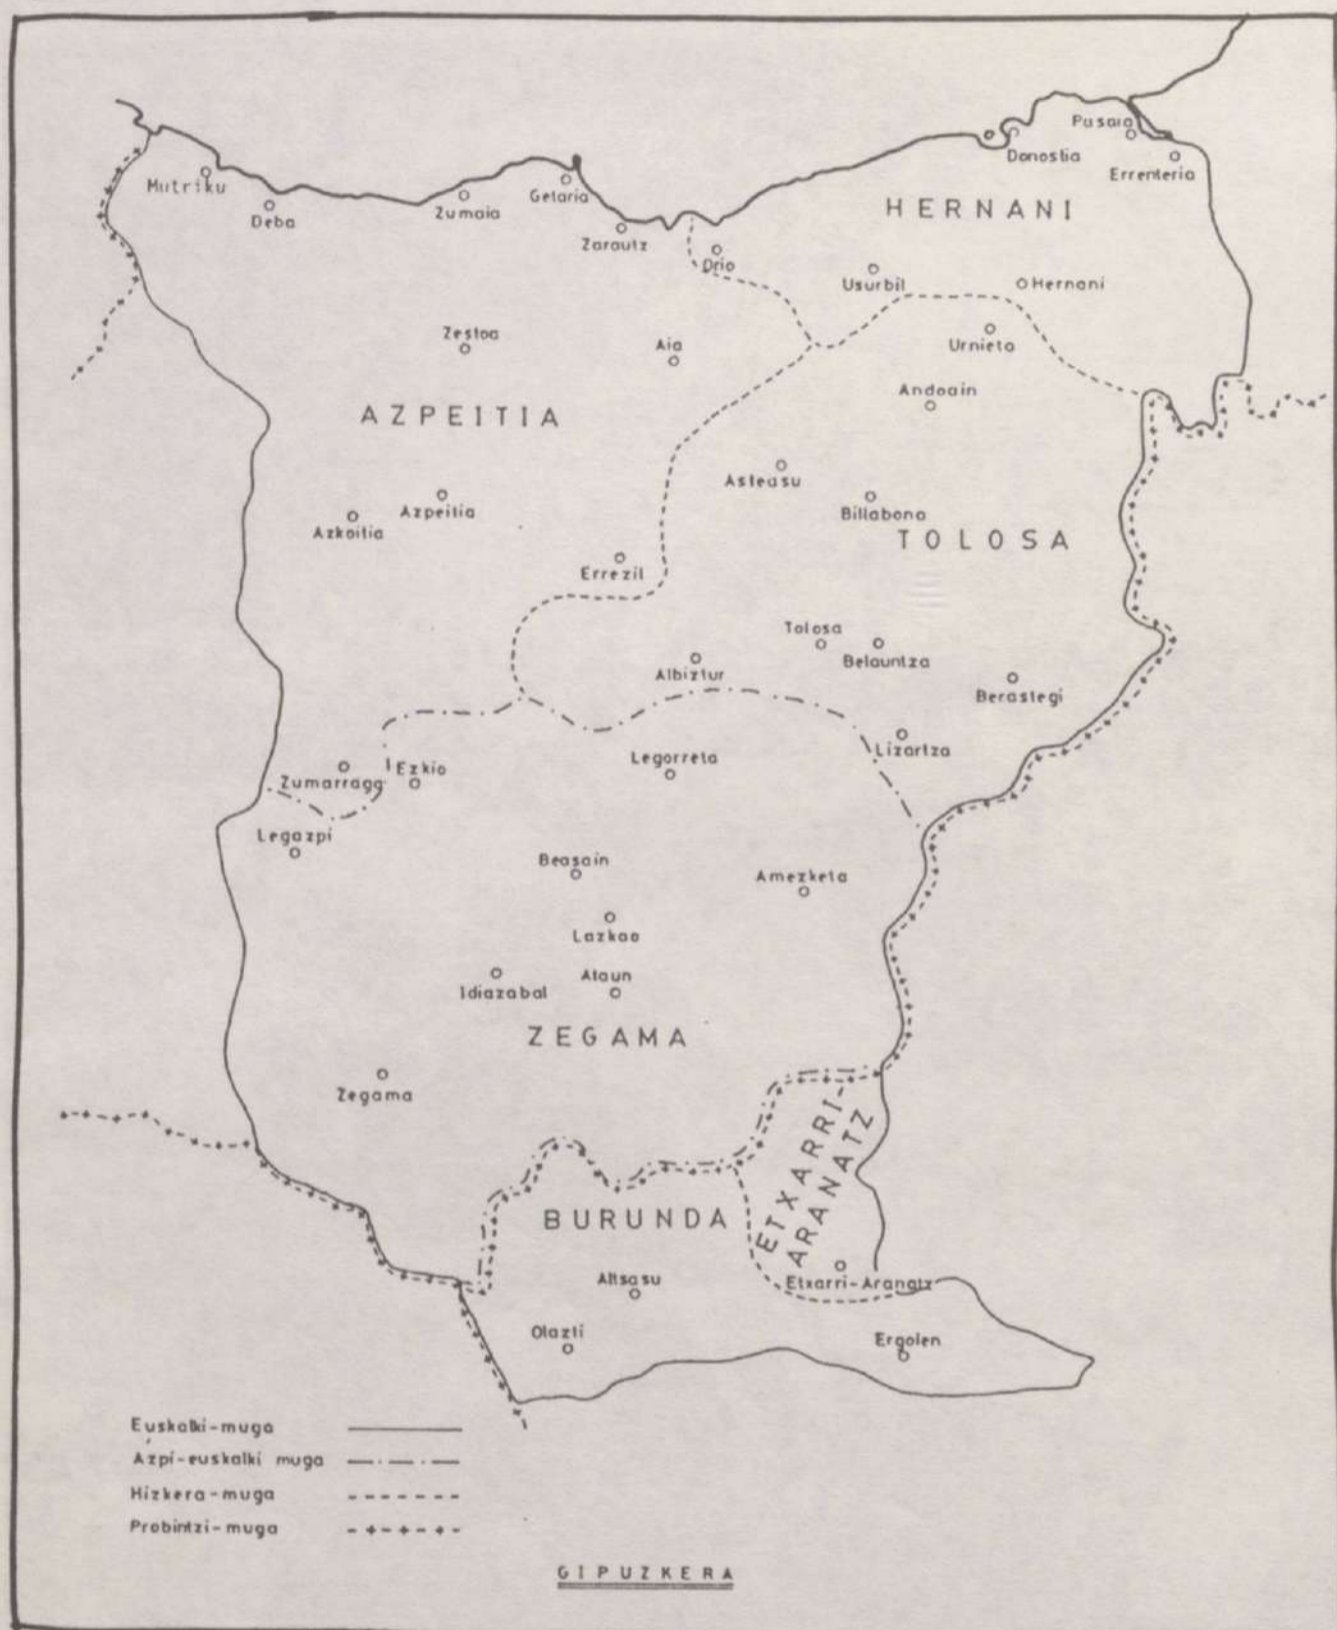 Pasaia
Donostia
Errenteria
Mutriku
Deba
Zumaia
Getaria
Zarautz
HERNANI
Orio
Usurbil
Hernani
Zestoa
Aia
Urnieta
Andoain
AZPEITIA
Asteasu
Azpeitia
Azkoitia
Billabona
TOLOSA
Errezil
Tolosa
Belauntza
Albiztur
Berastegi
Lizartza
Legorreta
Ezkio
Zumarraga
Legazpi
Beasain
Amezketa
Lazkao
Idiazabal
Ataun
ZEGAMA
Zegama
ETXARRI-
ARANATZ
BURUNDA
Etxarri-Aranatz
Altsasu
Olazti
Ergoien
Euskalki-muga
Azpi-euskalki muga
Hizkera-muga
Probintzi-muga
GIPUZKERA